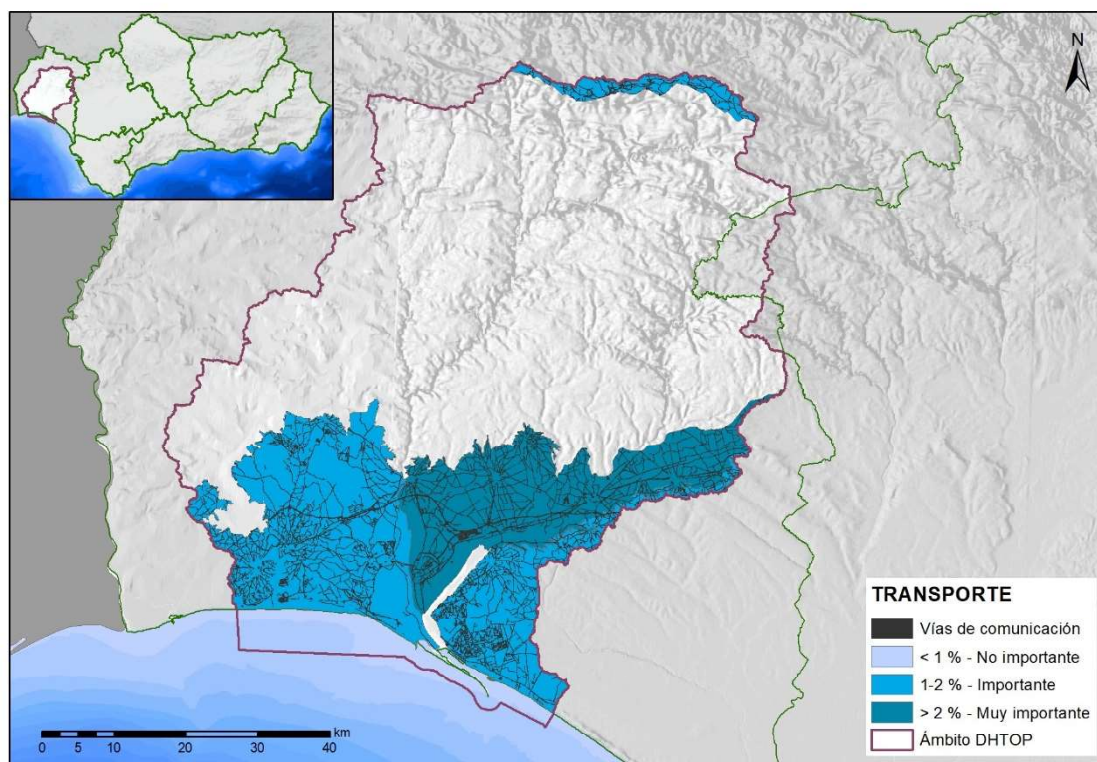 N
TRANSPORTE
Vías de comunicación
< 1 % - No importante
1-2 % - Importante
> 2 % - Muy importante
Ámbito DHTOP
km
0 5 10 20 30 40